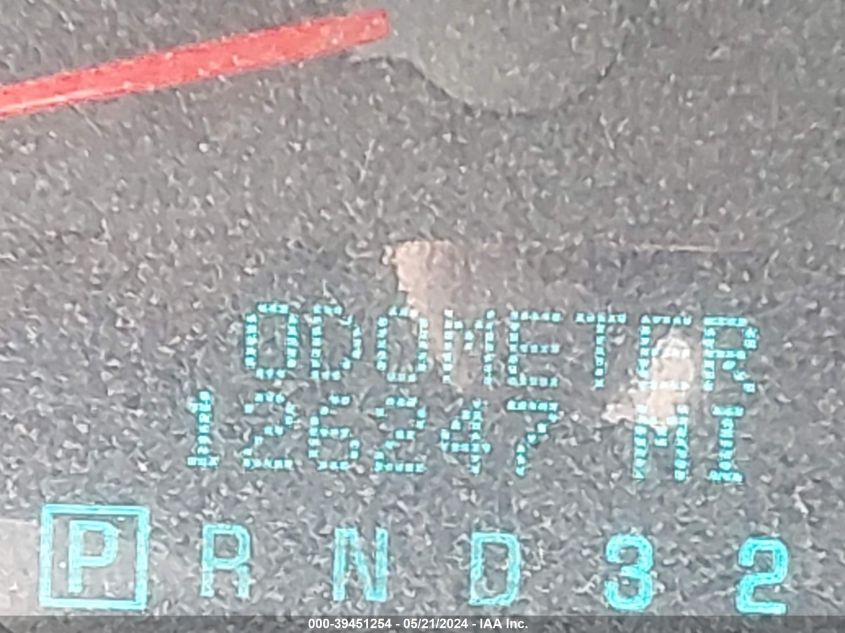 ODOMETER
126247 MI
P R N D 3 2
000-39451254 - 05/21/2024 - IAA Inc.